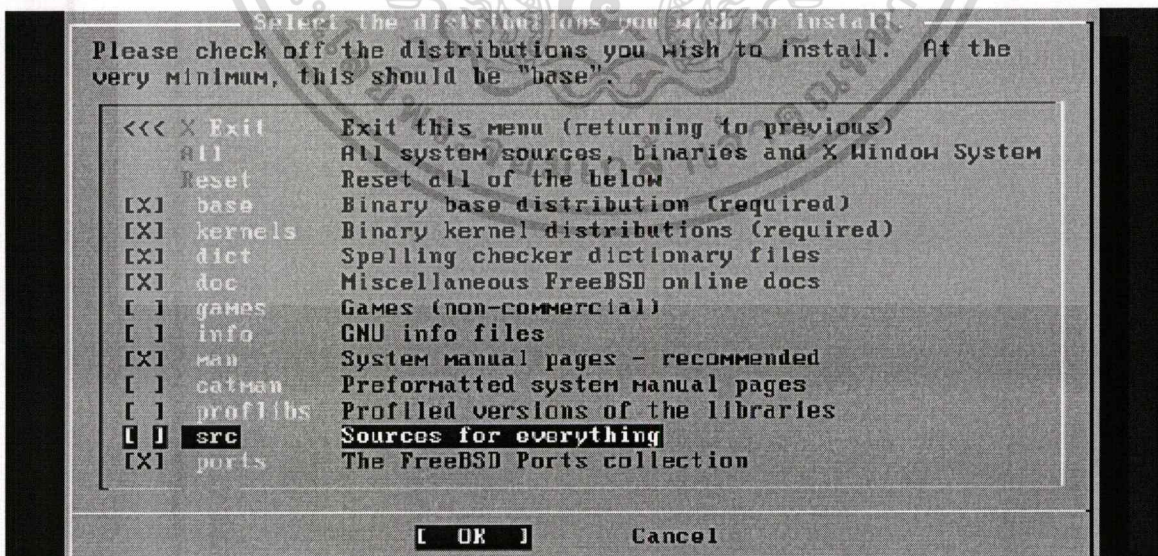 Select the distributions you wish to install.
Please check off the distributions you wish to install. At the
very minimum, this should be "base".
<<< X Exit Exit this menu (returning to previous)
All All system sources, binaries and X Window System
Reset Reset all of the below
[X] base Binary base distribution (required)
[X] kernels Binary kernel distributions (required)
[X] dict Spelling checker dictionary files
[X] doc Miscellaneous FreeBSD online docs
[ ] games Games (non-commercial)
[ ] info GNU info files
[X] man System manual pages - recommended
[ ] catman Preformatted system manual pages
[ ] proflibs Profiled versions of the libraries
[ ] src Sources for everything
[X] ports The FreeBSD Ports collection
[ OK ] Cancel